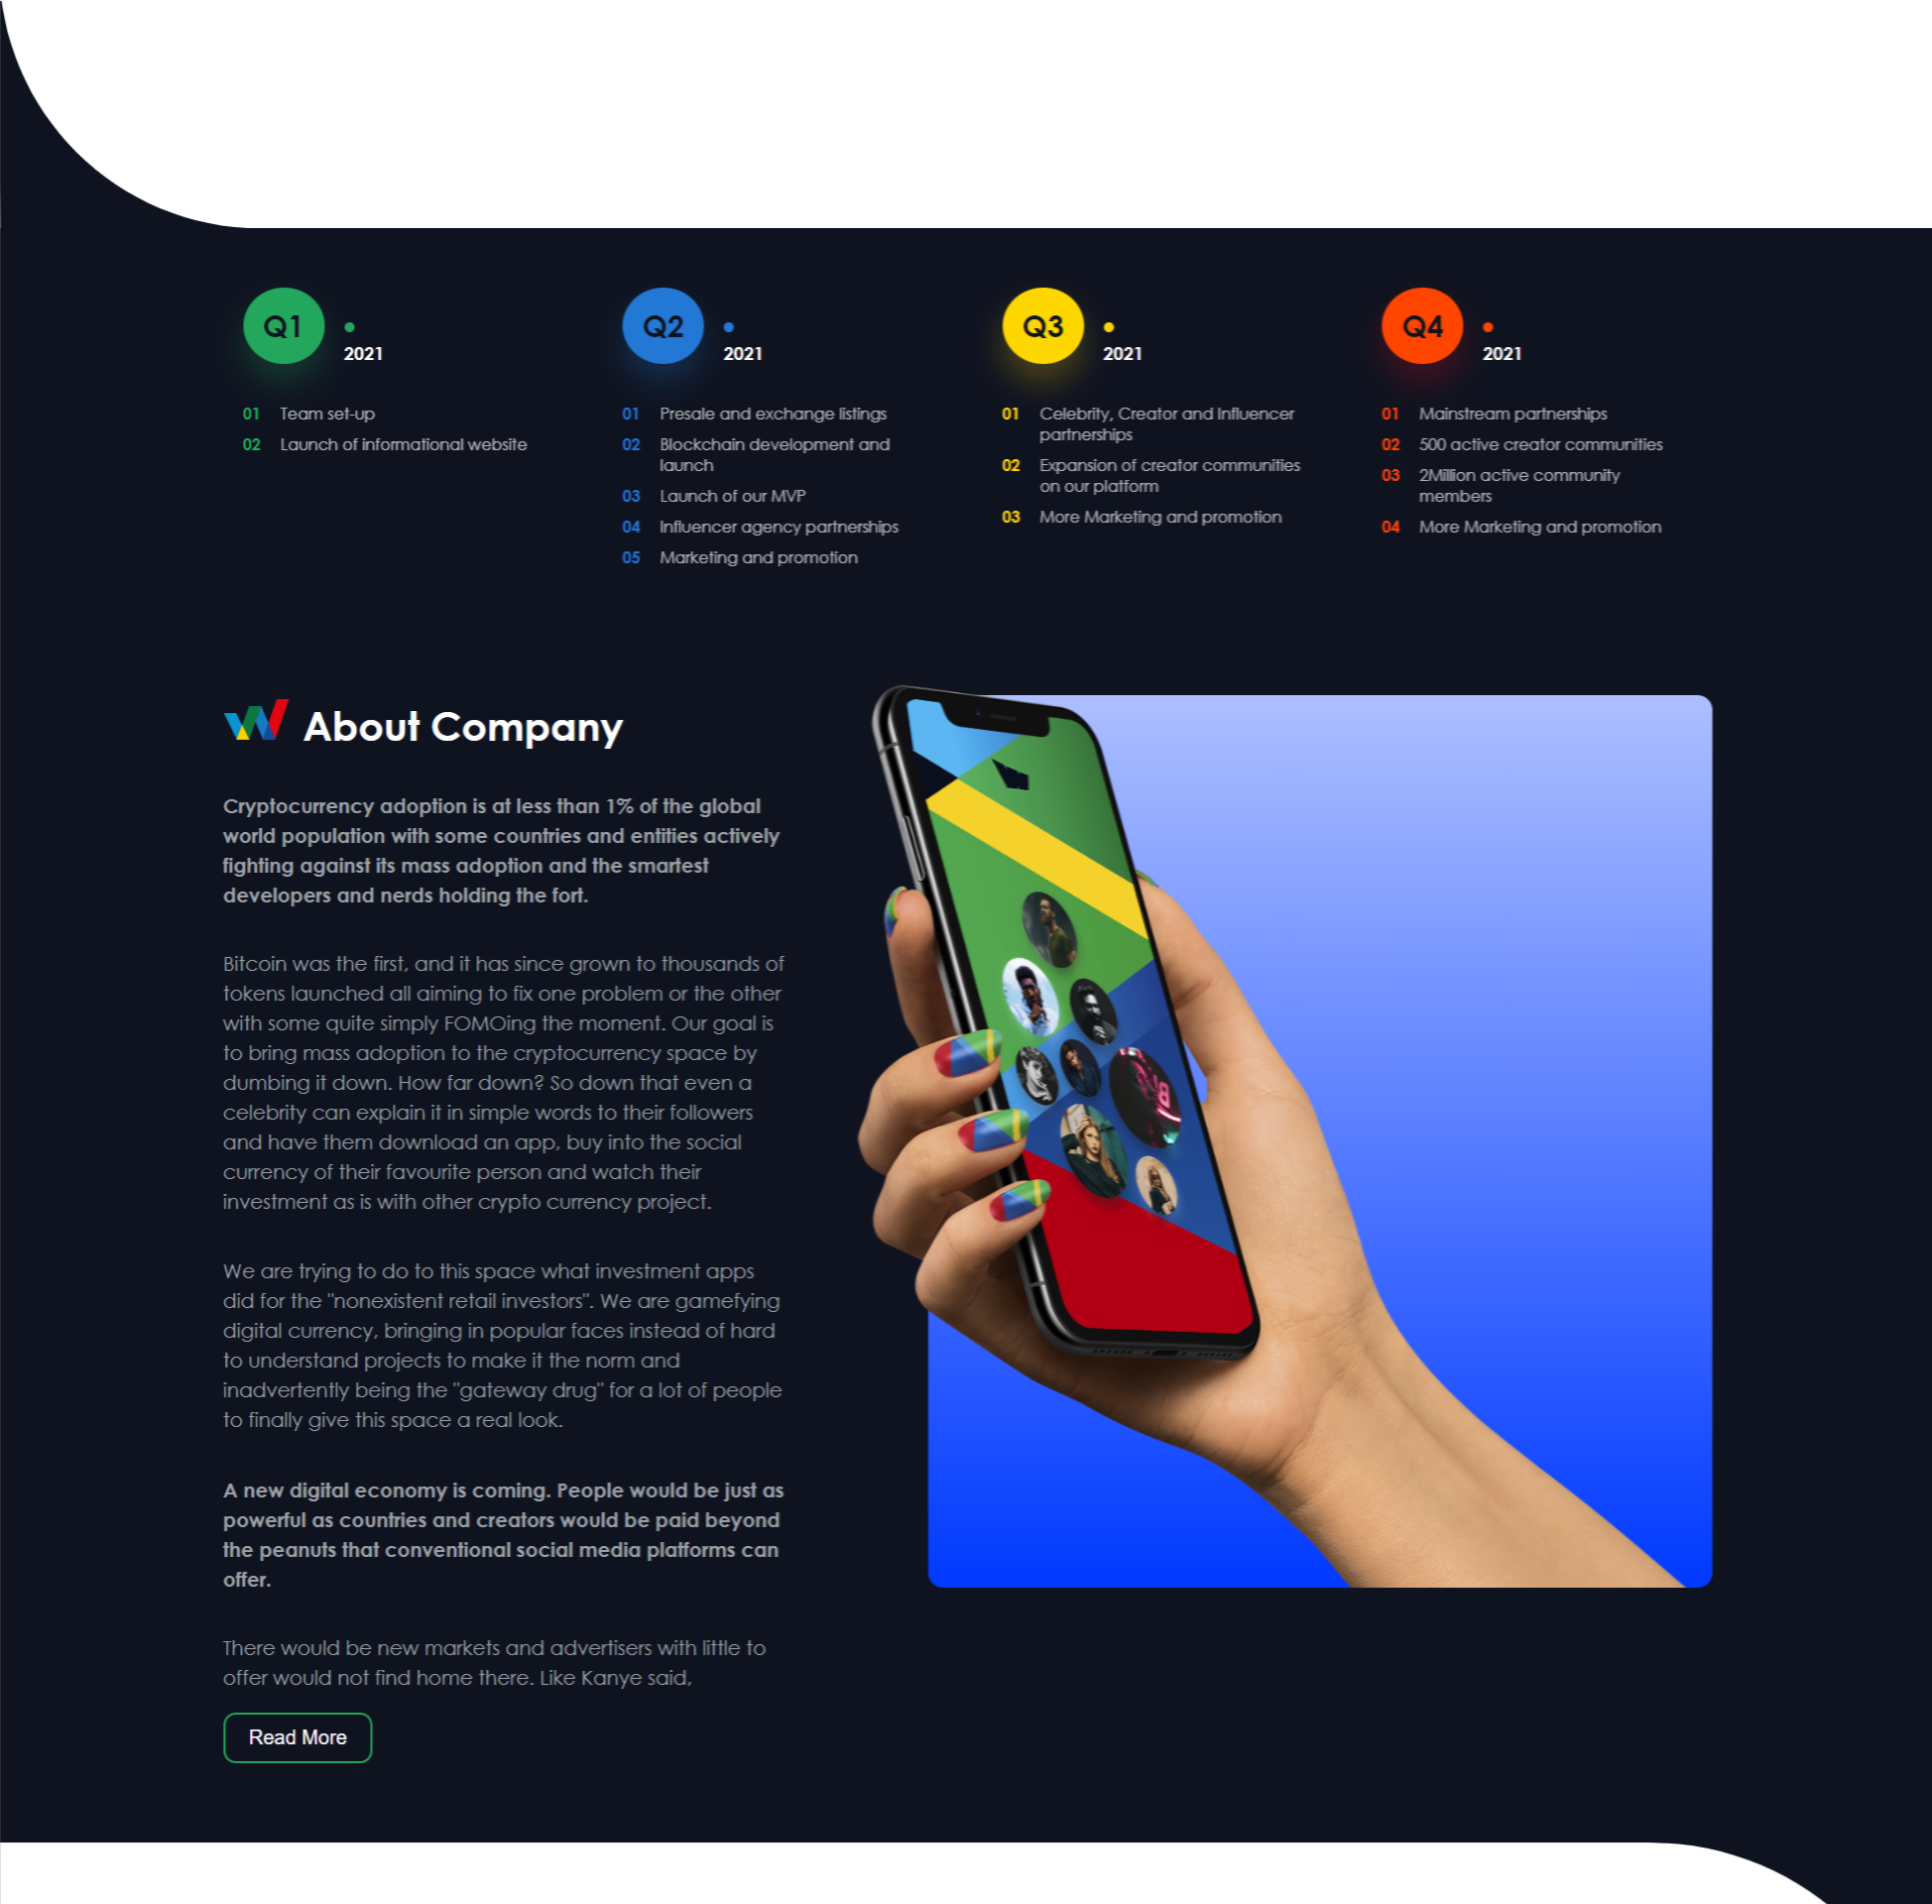 Q1
2021
01 Team set-up
02 Launch of informational website
Q2
2021
01 Presale and exchange listings
02 Blockchain development and
launch
03 Launch of our MVP
04 Influencer agency partnerships
05 Marketing and promotion
Q3
2021
01 Celebrity, Creator and Influencer
partnerships
02 Expansion of creator communities
on our platform
03 More Marketing and promotion
Q4
2021
01 Mainstream partnerships
02 500 active creator communities
03 2Million active community
members
04 More Marketing and promotion
About Company
Cryptocurrency adoption is at less than 1% of the global
world population with some countries and entities actively
fighting against its mass adoption and the smartest
developers and nerds holding the fort.
Bitcoin was the first, and it has since grown to thousands of
tokens launched all aiming to fix one problem or the other
with some quite simply FOMOing the moment. Our goal is
to bring mass adoption to the cryptocurrency space by
dumbing it down. How far down? So down that even a
celebrity can explain it in simple words to their followers
and have them download an app, buy into the social
currency of their favourite person and watch their
investment as is with other crypto currency project.
We are trying to do to this space what investment apps
did for the "nonexistent retail investors". We are gamefying
digital currency, bringing in popular faces instead of hard
to understand projects to make it the norm and
inadvertently being the "gateway drug" for a lot of people
to finally give this space a real look.
A new digital economy is coming. People would be just as
powerful as countries and creators would be paid beyond
the peanuts that conventional social media platforms can
offer.
There would be new markets and advertisers with little to
offer would not find home there. Like Kanye said,
Read More